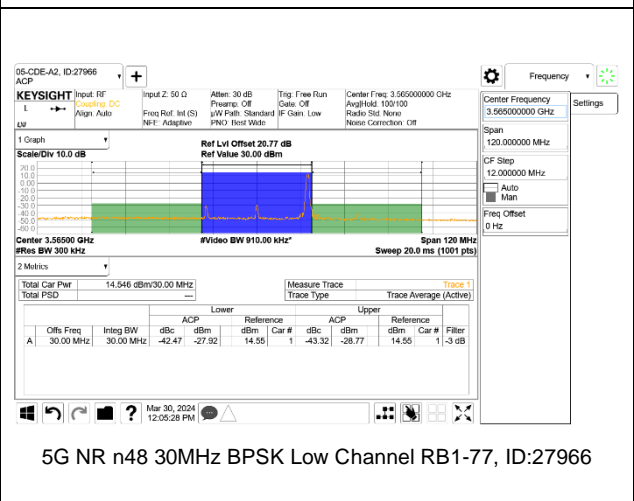 05-CDE-A2, ID:27966
ACP
Frequency
KEYSIGHT
Input: RF
Coupling: DC
Align: Auto
Input Z: 50 Ω
Freq Ref: Int (S)
NFE: Adaptive
Atten: 30 dB
Preamp: Off
µW Path: Standard
PNO: Best Wide
Trig: Free Run
Gate: Off
IF Gain: Low
Center Freq: 3.565000000 GHz
Avg|Hold: 100/100
Radio Std: None
Noise Correction: Off
Center Frequency
3.565000000 GHz
Settings
Span
120.000000 MHz
CF Step
12.000000 MHz
Auto
Man
Freq Offset
0 Hz
1 Graph
Scale/Div 10.0 dB
Ref Lvl Offset 20.77 dB
Ref Value 30.00 dBm
20.0
10.0
0.00
-10.0
-20.0
-30.0
-40.0
-50.0
-60.0
Center 3.56500 GHz
#Video BW 910.00 kHz*
Span 120 MHz
#Res BW 300 kHz
Sweep 20.0 ms (1001 pts)
2 Metrics
Total Car Pwr 14.546 dBm/30.00 MHz
Total PSD ---
Measure Trace Trace 1
Trace Type Trace Average (Active)
Lower Upper
ACP Reference ACP Reference
Offs Freq Integ BW dBc dBm dBm Car # dBc dBm dBm Car # Filter
A 30.00 MHz 30.00 MHz -42.47 -27.92 14.55 1 -43.32 -28.77 14.55 1 -3 dB
Mar 30, 2024
12:05:28 PM
5G NR n48 30MHz BPSK Low Channel RB1-77, ID:27966